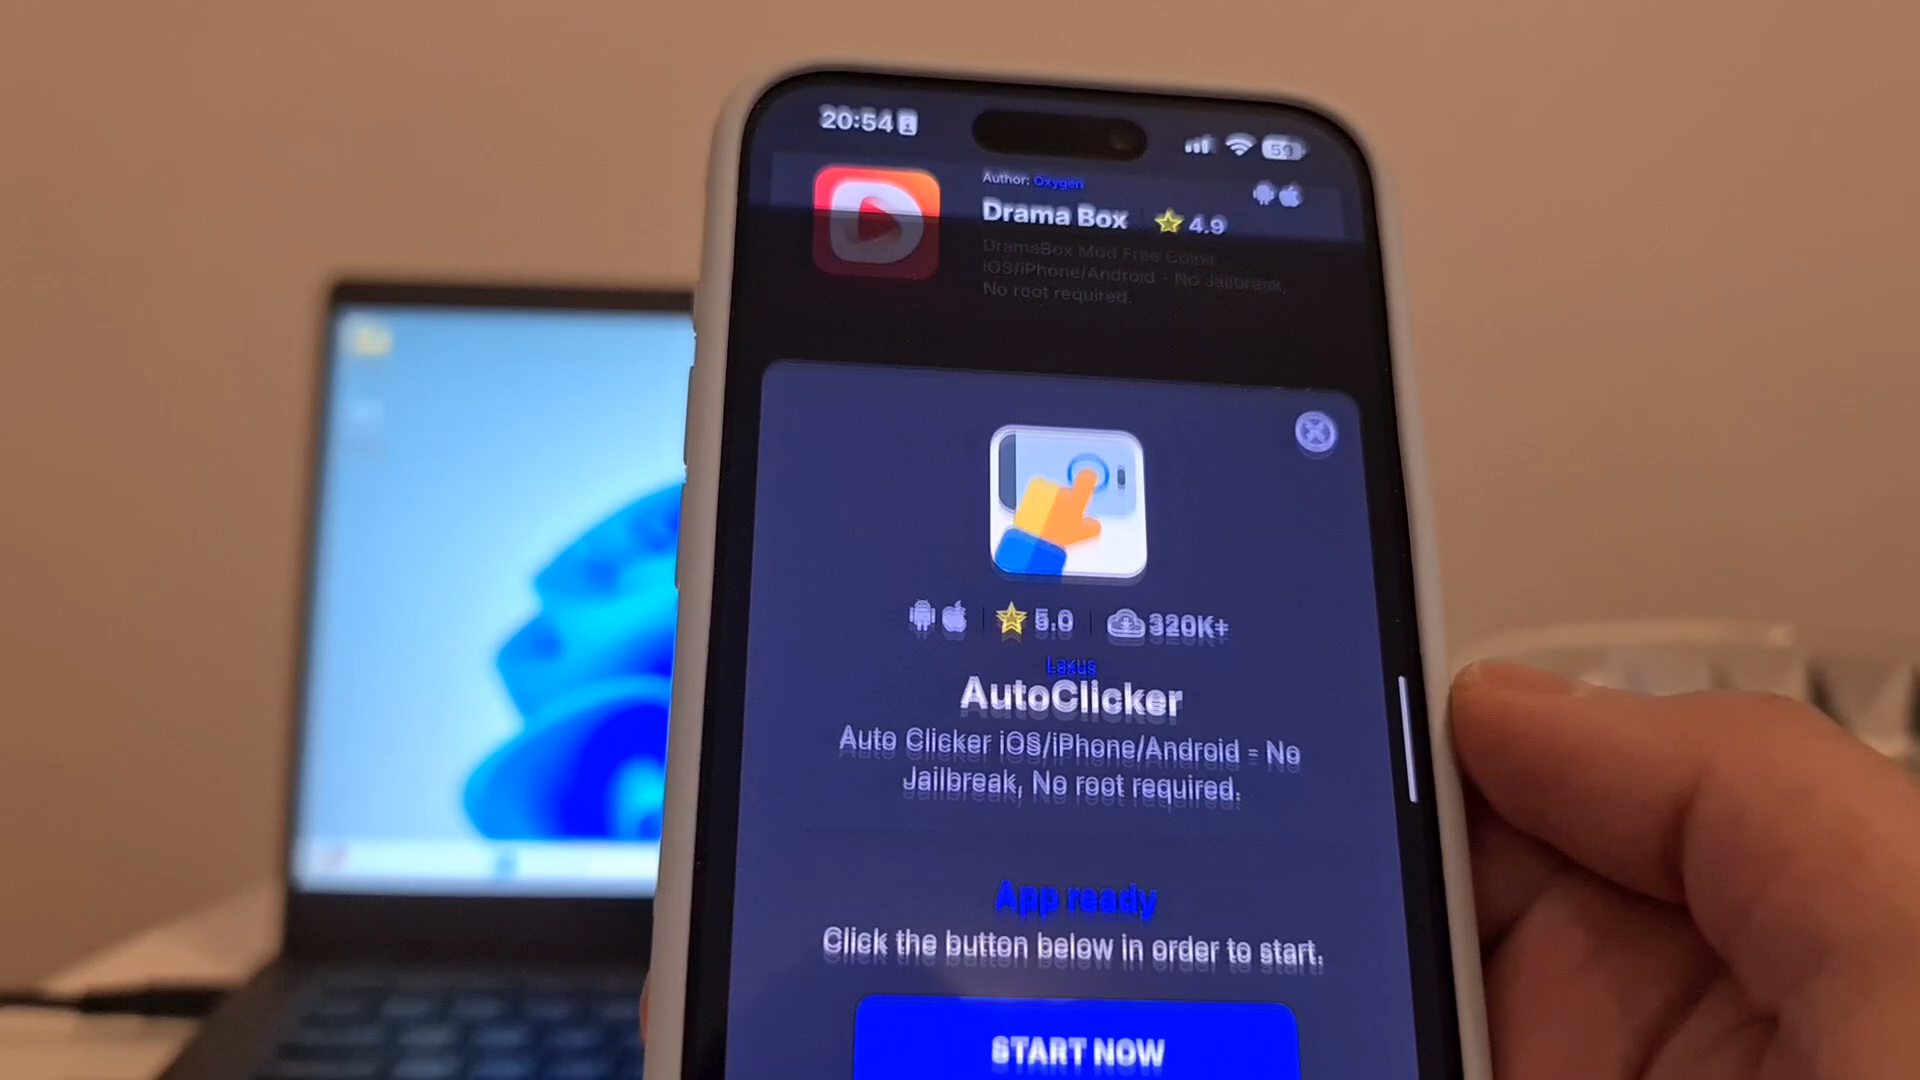 20:54
59
Author: Oxygen
Drama Box
4.9
DramaBox Mod Free Coins
iOS/iPhone/Android - No Jailbreak,
No root required.
5.0
320K+
Laxus
AutoClicker
Auto Clicker iOS/iPhone/Android - No
Jailbreak, No root required.
App ready
Click the button below in order to start.
START NOW